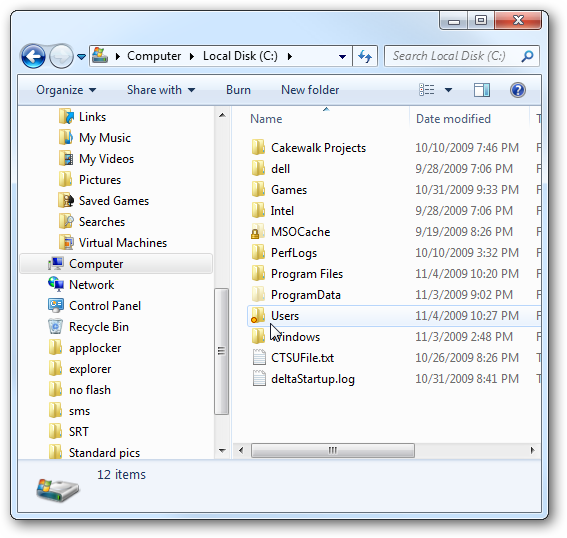 Computer Local Disk (C:) Search Local Disk (C:)
Organize Share with Burn New folder
Links
My Music
My Videos
Pictures
Saved Games
Searches
Virtual Machines
Computer
Network
Control Panel
Recycle Bin
applocker
explorer
no flash
sms
SRT
Standard pics
Name Date modified T
Cakewalk Projects 10/10/2009 7:46 PM F
dell 9/28/2009 7:06 PM F
Games 10/31/2009 9:33 PM F
Intel 9/28/2009 7:06 PM F
MSOCache 9/19/2009 8:26 PM F
PerfLogs 10/10/2009 3:32 PM F
Program Files 11/4/2009 10:20 PM F
ProgramData 11/3/2009 9:02 PM F
Users 11/4/2009 10:27 PM F
Windows 11/3/2009 2:48 PM F
CTSUFile.txt 10/26/2009 8:26 PM T
deltaStartup.log 10/31/2009 8:41 PM T
12 items